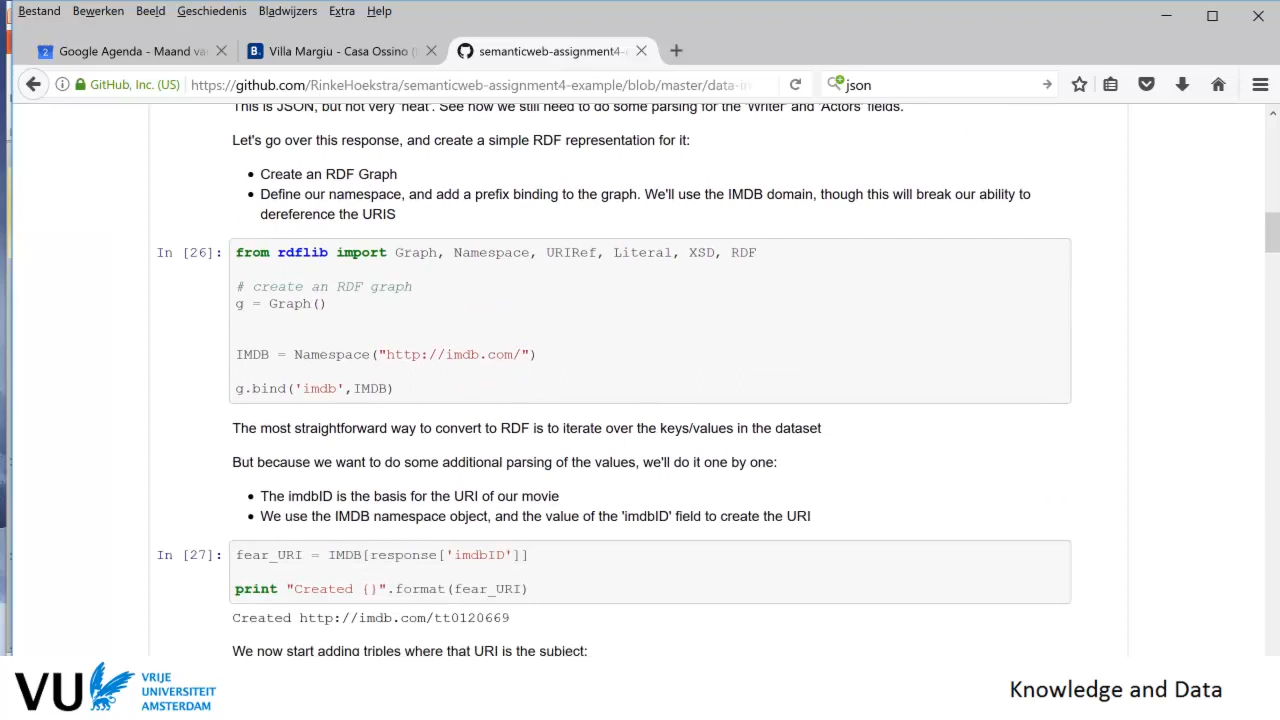 Bestand Bewerken Beeld Geschiedenis Bladwijzers Extra Help
2 Google Agenda - Maand va B. Villa Margiu - Casa Ossino ( semanticweb-assignment4-
GitHub, Inc. (US) https://github.com/RinkeHoekstra/semanticweb-assignment4-example/blob/master/data-in json
This is JSON, but not very 'neat'. See how we still need to do some parsing for the 'Writer' and 'Actors' fields.
Let's go over this response, and create a simple RDF representation for it:
• Create an RDF Graph
• Define our namespace, and add a prefix binding to the graph. We'll use the IMDB domain, though this will break our ability to
dereference the URIS
In [26]: from rdflib import Graph, Namespace, URIRef, Literal, XSD, RDF
# create an RDF graph
g = Graph()
IMDB = Namespace("http://imdb.com/")
g.bind('imdb',IMDB)
The most straightforward way to convert to RDF is to iterate over the keys/values in the dataset
But because we want to do some additional parsing of the values, we'll do it one by one:
• The imdbID is the basis for the URI of our movie
• We use the IMDB namespace object, and the value of the 'imdbID' field to create the URI
In [27]: fear_URI = IMDB[response['imdbID']]
print "Created {}".format(fear_URI)
Created http://imdb.com/tt0120669
We now start adding triples where that URI is the subject:
VU VRIJE
UNIVERSITEIT
AMSTERDAM
Knowledge and Data